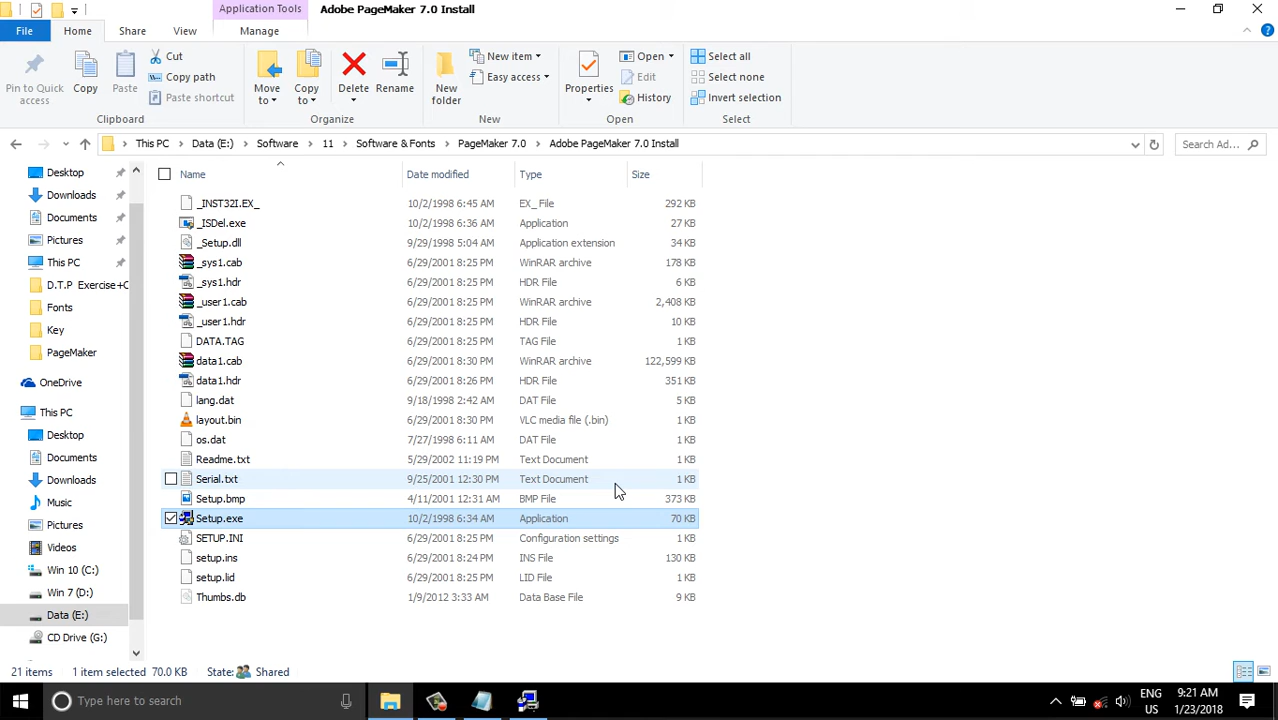 Application Tools
Adobe PageMaker 7.0 Install
File
Home
Share
View
Manage
Pin to Quick access
Copy
Paste
Cut
Copy path
Paste shortcut
Clipboard
Move to
Copy to
Delete
Rename
Organize
New folder
New item
Easy access
New
Properties
Open
Edit
History
Open
Select all
Select none
Invert selection
Select
This PC
Data (E:)
Software
11
Software & Fonts
PageMaker 7.0
Adobe PageMaker 7.0 Install
Search Ad...
Desktop
Downloads
Documents
Pictures
This PC
D.T.P Exercise+C
Fonts
Key
PageMaker
OneDrive
This PC
Desktop
Documents
Downloads
Music
Pictures
Videos
Win 10 (C:)
Win 7 (D:)
Data (E:)
CD Drive (G:)
Name Date modified Type Size
_INST32I.EX_ 10/2/1998 6:45 AM EX_ File 292 KB
_ISDel.exe 10/2/1998 6:36 AM Application 27 KB
_Setup.dll 9/29/1998 5:04 AM Application extension 34 KB
_sys1.cab 6/29/2001 8:25 PM WinRAR archive 178 KB
_sys1.hdr 6/29/2001 8:25 PM HDR File 6 KB
_user1.cab 6/29/2001 8:25 PM WinRAR archive 2,408 KB
_user1.hdr 6/29/2001 8:25 PM HDR File 10 KB
DATA.TAG 6/29/2001 8:25 PM TAG File 1 KB
data1.cab 6/29/2001 8:30 PM WinRAR archive 122,599 KB
data1.hdr 6/29/2001 8:26 PM HDR File 351 KB
lang.dat 9/18/1998 2:42 AM DAT File 5 KB
layout.bin 6/29/2001 8:30 PM VLC media file (.bin) 1 KB
os.dat 7/27/1998 6:11 AM DAT File 1 KB
Readme.txt 5/29/2002 11:19 PM Text Document 1 KB
Serial.txt 9/25/2001 12:30 PM Text Document 1 KB
Setup.bmp 4/11/2001 12:31 AM BMP File 373 KB
Setup.exe 10/2/1998 6:34 AM Application 70 KB
SETUP.INI 6/29/2001 8:25 PM Configuration settings 1 KB
setup.ins 6/29/2001 8:24 PM INS File 130 KB
setup.lid 6/29/2001 8:25 PM LID File 1 KB
Thumbs.db 1/9/2012 3:33 AM Data Base File 9 KB
21 items 1 item selected 70.0 KB State: Shared
Type here to search
ENG
US
9:21 AM
1/23/2018